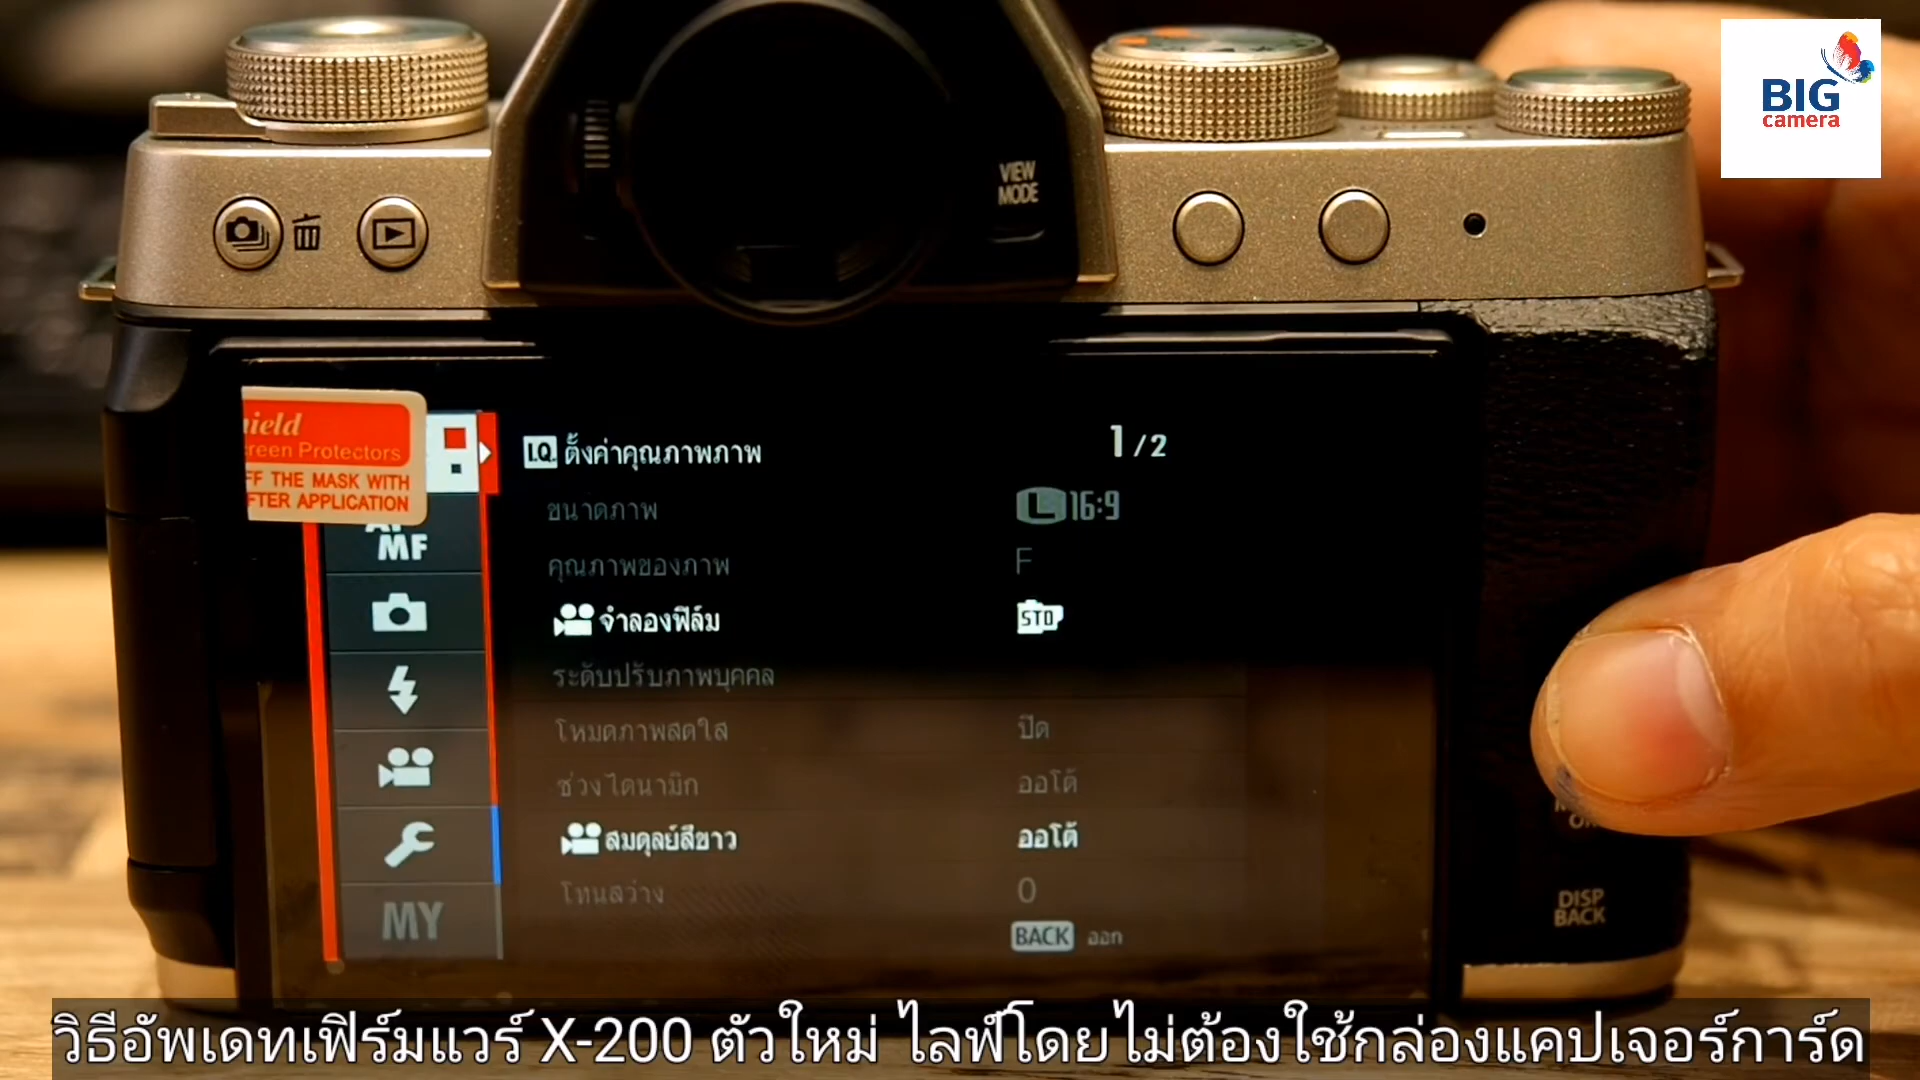 BIG
camera
VIEW
MODE
ield
reen Protectors
FF THE MASK WITH
FTER APPLICATION
MF
MY
I.Q. ตั้งค่าคุณภาพภาพ 1/2
ขนาดภาพ L 16:9
คุณภาพของภาพ F
จำลองฟิล์ม STD
ระดับปรับภาพบุคคล
โหมดภาพสดใส ปิด
ช่วงไดนามิก ออโต้
สมดุลย์สีขาว ออโต้
โทนสว่าง 0
BACK ออก
DISP
BACK
วิธีอัพเดทเฟิร์มแวร์ X-200 ตัวใหม่ ไลฟ์โดยไม่ต้องใช้กล่องแคปเจอร์การ์ด